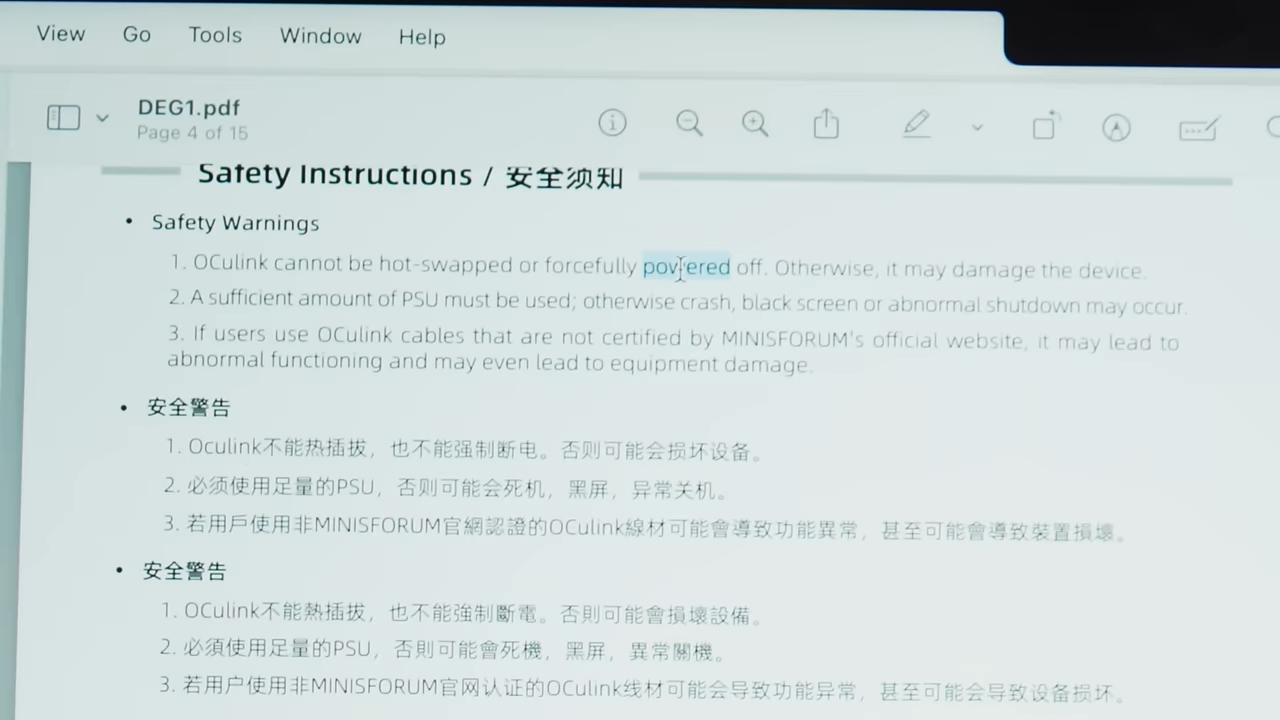 View Go Tools Window Help
DEG1.pdf
Page 4 of 15
Safety Instructions / 安全须知
• Safety Warnings
1. OCulink cannot be hot-swapped or forcefully powered off. Otherwise, it may damage the device.
2. A sufficient amount of PSU must be used; otherwise crash, black screen or abnormal shutdown may occur.
3. If users use OCulink cables that are not certified by MINISFORUM's official website, it may lead to
abnormal functioning and may even lead to equipment damage.
• 安全警告
1. Oculink不能热插拔，也不能强制断电。否则可能会损坏设备。
2. 必须使用足量的PSU，否则可能会死机，黑屏，异常关机。
3. 若用戶使用非MINISFORUM官網認證的OCulink線材可能會導致功能異常，甚至可能會導致裝置損壞。
• 安全警告
1. OCulink不能熱插拔，也不能強制斷電。否則可能會損壞設備。
2. 必須使用足量的PSU，否則可能會死機，黑屏，異常關機。
3. 若用户使用非MINISFORUM官网认证的OCulink线材可能会导致功能异常，甚至可能会导致设备损坏。